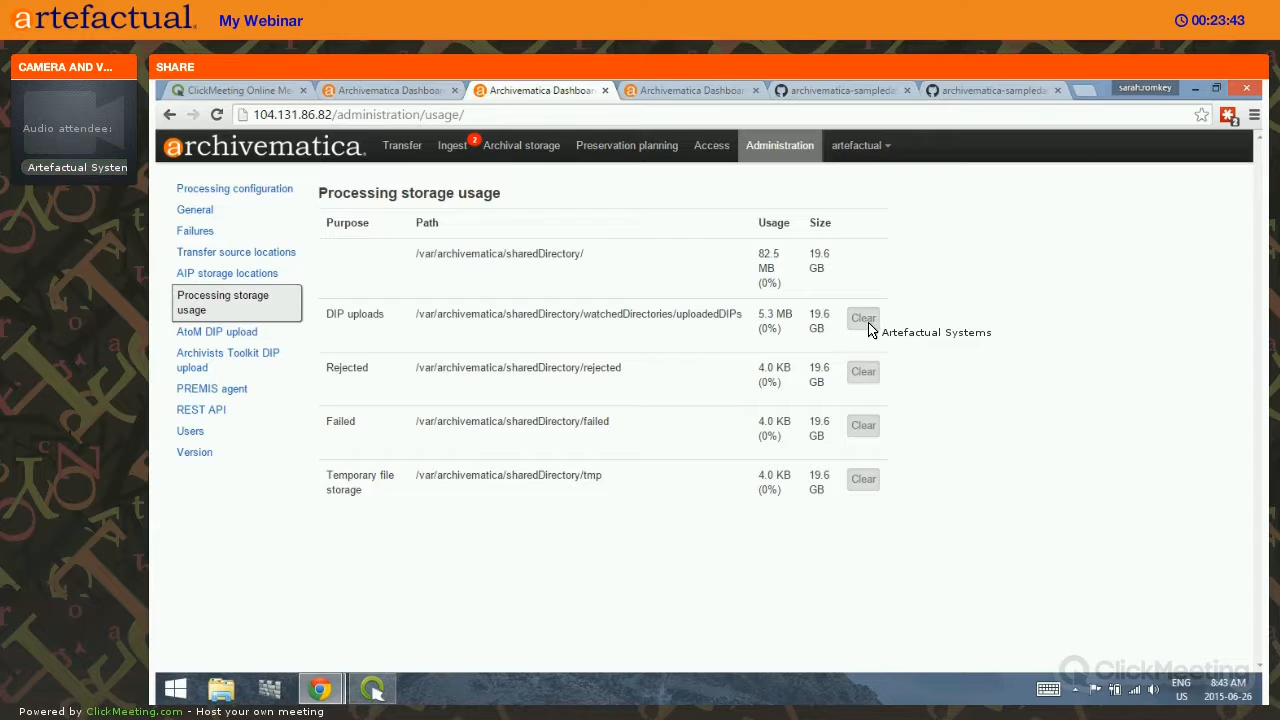 artefactual. My Webinar 00:23:43
CAMERA AND V...
SHARE
Audio attendee:
Artefactual System
ClickMeeting Online Me
Archivematica Dashboar
Archivematica Dashboar
Archivematica Dashboar
archivematica-sampleda
archivematica-sampleda
sarah.romkey
104.131.86.82/administration/usage/
2
archivematica. Transfer Ingest 2 Archival storage Preservation planning Access Administration artefactual
Processing configuration
General
Failures
Transfer source locations
AIP storage locations
Processing storage
usage
AtoM DIP upload
Archivists Toolkit DIP
upload
PREMIS agent
REST API
Users
Version
Processing storage usage
Purpose Path Usage Size
/var/archivematica/sharedDirectory/ 82.5 19.6
MB GB
(0%)
DIP uploads /var/archivematica/sharedDirectory/watchedDirectories/uploadedDIPs 5.3 MB 19.6 Clear
(0%) GB
Artefactual Systems
Rejected /var/archivematica/sharedDirectory/rejected 4.0 KB 19.6 Clear
(0%) GB
Failed /var/archivematica/sharedDirectory/failed 4.0 KB 19.6 Clear
(0%) GB
Temporary file /var/archivematica/sharedDirectory/tmp 4.0 KB 19.6 Clear
storage (0%) GB
ClickMeeting
ENG 8:43 AM
US 2015-06-26
Powered by ClickMeeting.com - Host your own meeting